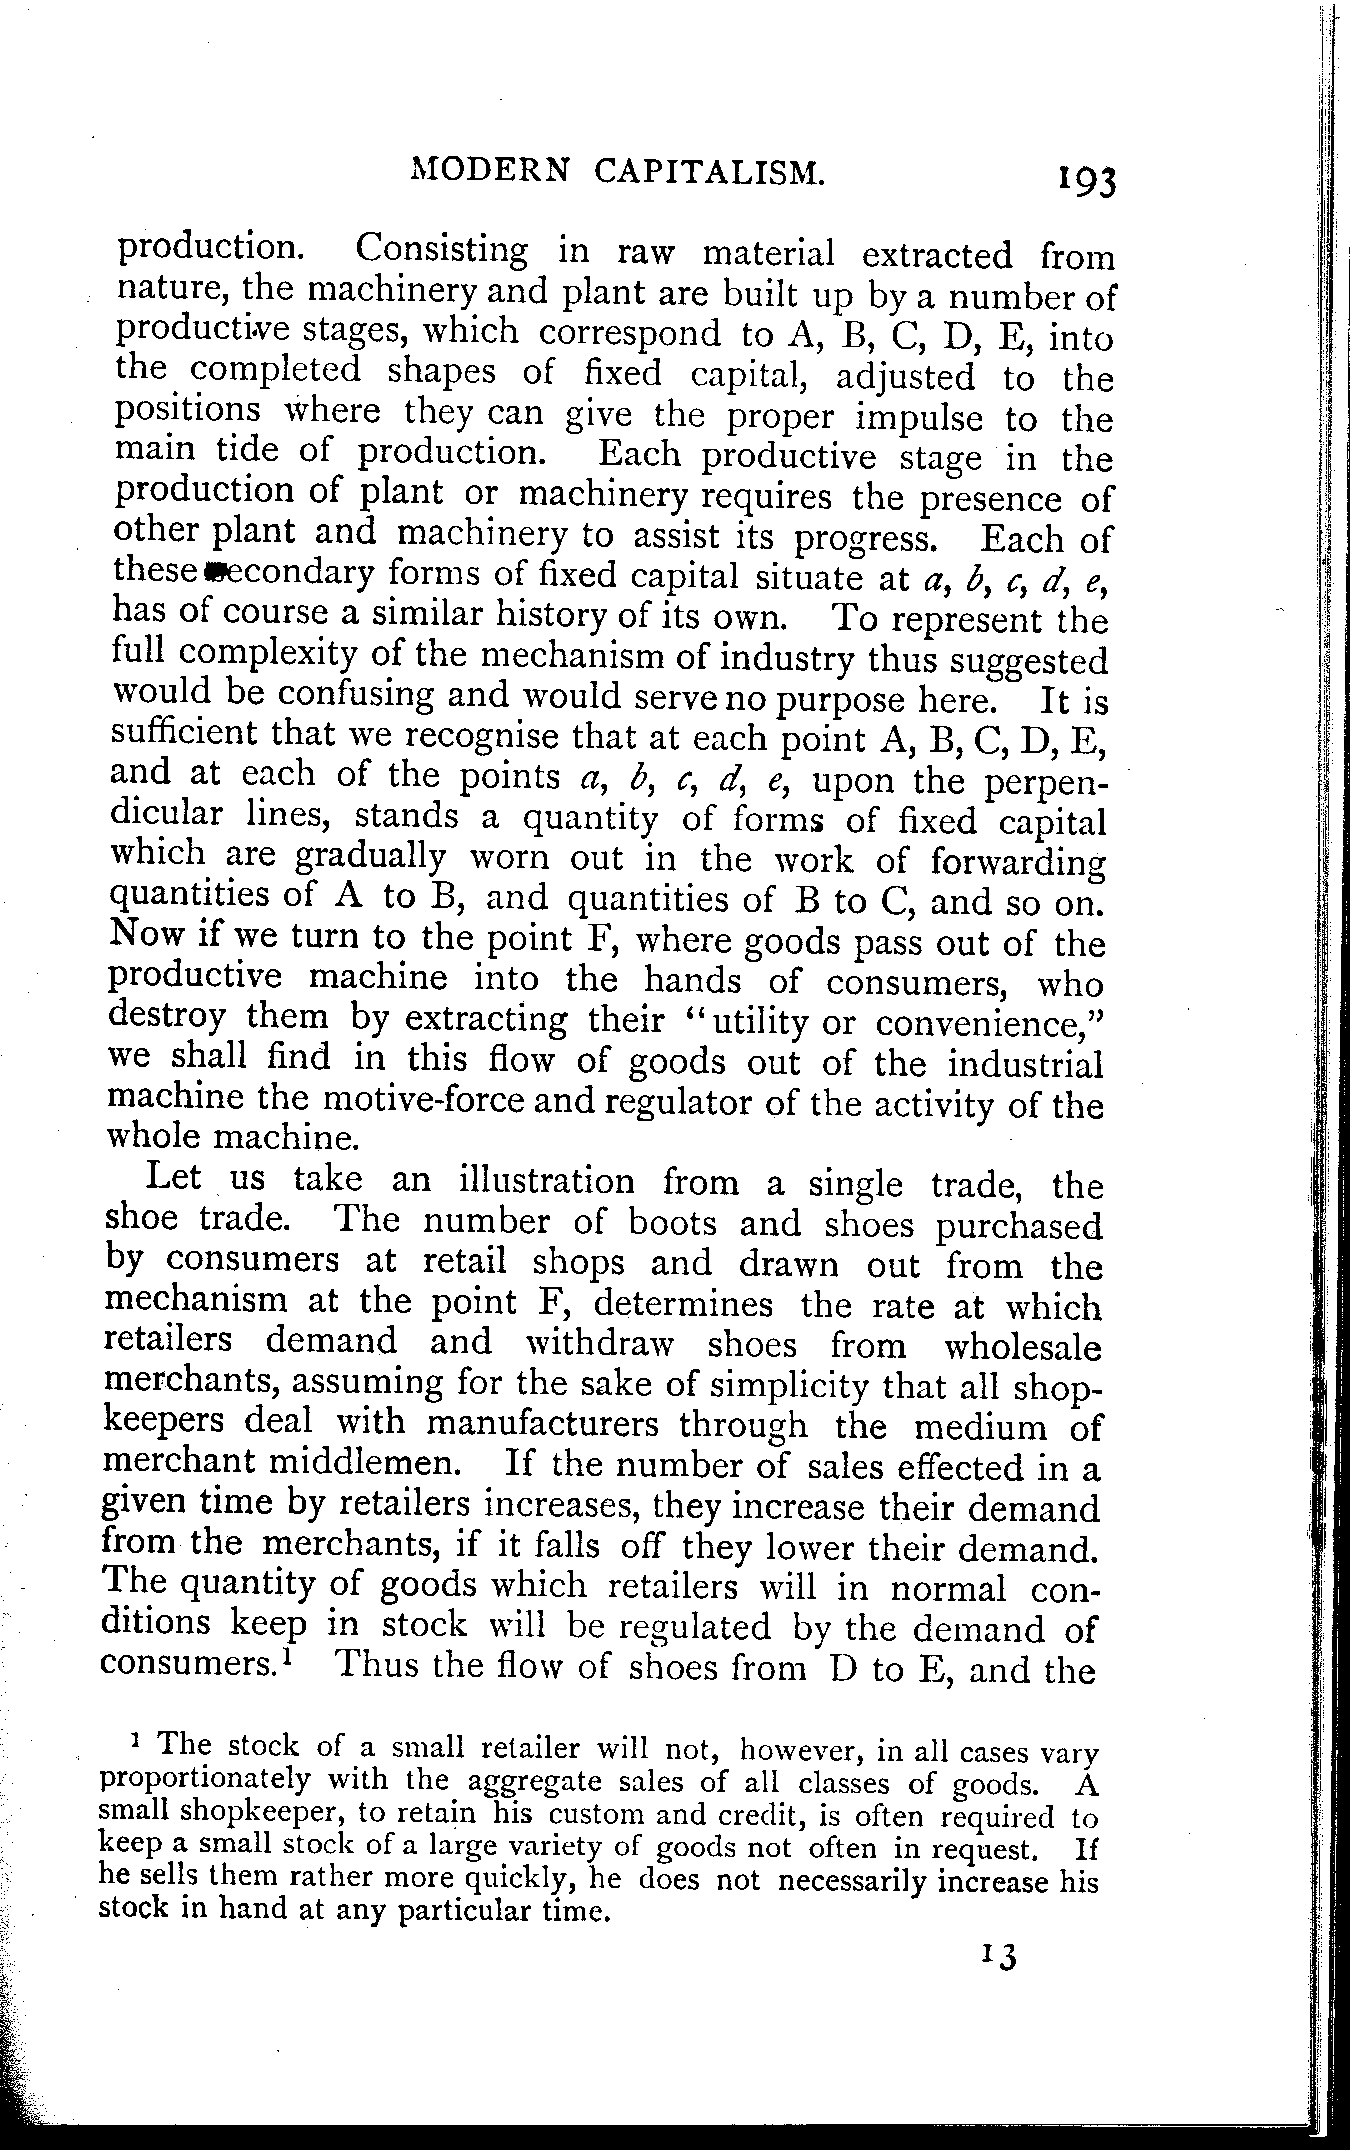 MODERN CAPITALISM. 193
production. Consisting in raw material extracted from
nature, the machinery and plant are built up by a number of
productive stages, which correspond to A, B, C, D, E, into
the completed shapes of fixed capital, adjusted to the
positions where they can give the proper impulse to the
main tide of production. Each productive stage in the
production of plant or machinery requires the presence of
other plant and machinery to assist its progress. Each of
these secondary forms of fixed capital situate at a, b, c, d, e,
has of course a similar history of its own. To represent the
full complexity of the mechanism of industry thus suggested
would be confusing and would serve no purpose here. It is
sufficient that we recognise that at each point A, B, C, D, E,
and at each of the points a, b, c, d, e, upon the perpen-
dicular lines, stands a quantity of forms of fixed capital
which are gradually worn out in the work of forwarding
quantities of A to B, and quantities of B to C, and so on.
Now if we turn to the point F, where goods pass out of the
productive machine into the hands of consumers, who
destroy them by extracting their "utility or convenience,"
we shall find in this flow of goods out of the industrial
machine the motive-force and regulator of the activity of the
whole machine.
Let us take an illustration from a single trade, the
shoe trade. The number of boots and shoes purchased
by consumers at retail shops and drawn out from the
mechanism at the point F, determines the rate at which
retailers demand and withdraw shoes from wholesale
merchants, assuming for the sake of simplicity that all shop-
keepers deal with manufacturers through the medium of
merchant middlemen. If the number of sales effected in a
given time by retailers increases, they increase their demand
from the merchants, if it falls off they lower their demand.
The quantity of goods which retailers will in normal con-
ditions keep in stock will be regulated by the demand of
consumers.¹ Thus the flow of shoes from D to E, and the
¹ The stock of a small retailer will not, however, in all cases vary
proportionately with the aggregate sales of all classes of goods. A
small shopkeeper, to retain his custom and credit, is often required to
keep a small stock of a large variety of goods not often in request. If
he sells them rather more quickly, he does not necessarily increase his
stock in hand at any particular time.
13